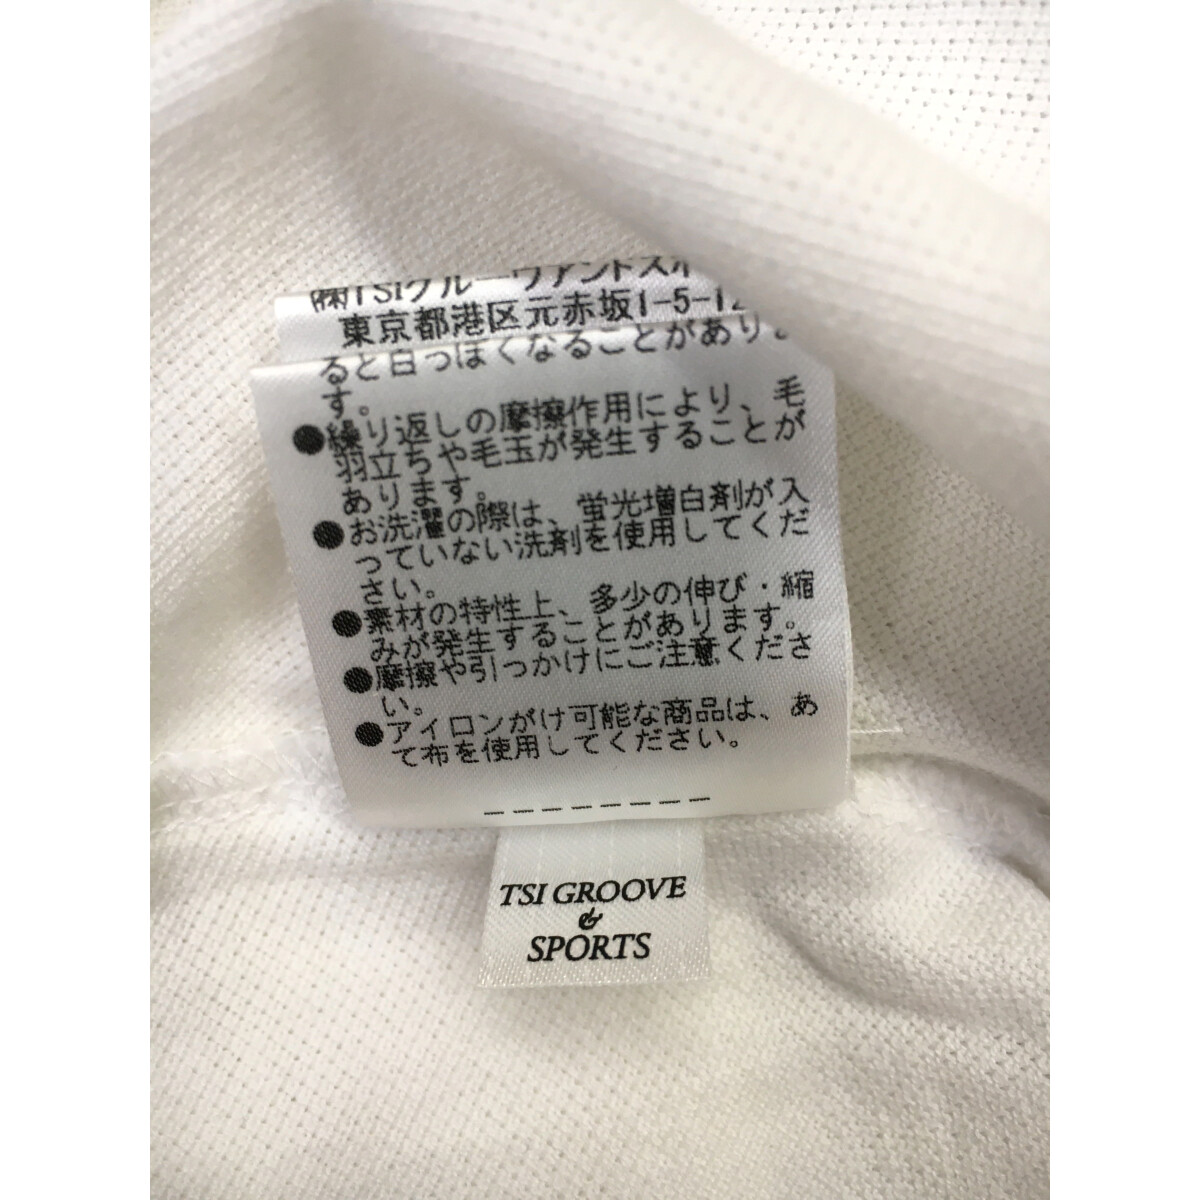 ㈱TSIグルーヴアンドスポ
東京都港区元赤坂1-5-12
ると白っぽくなることがあり
す。
●繰り返しの摩擦作用により、毛
羽立ちや毛玉が発生することが
あります。
●お洗濯の際は、蛍光増白剤が入
っていない洗剤を使用してくだ
さい。
●素材の特性上、多少の伸び・縮
みが発生することがあります。
●摩擦や引っかけにご注意くださ
い。
●アイロンがけ可能な商品は、あ
て布を使用してください。
TSI GROOVE
&
SPORTS